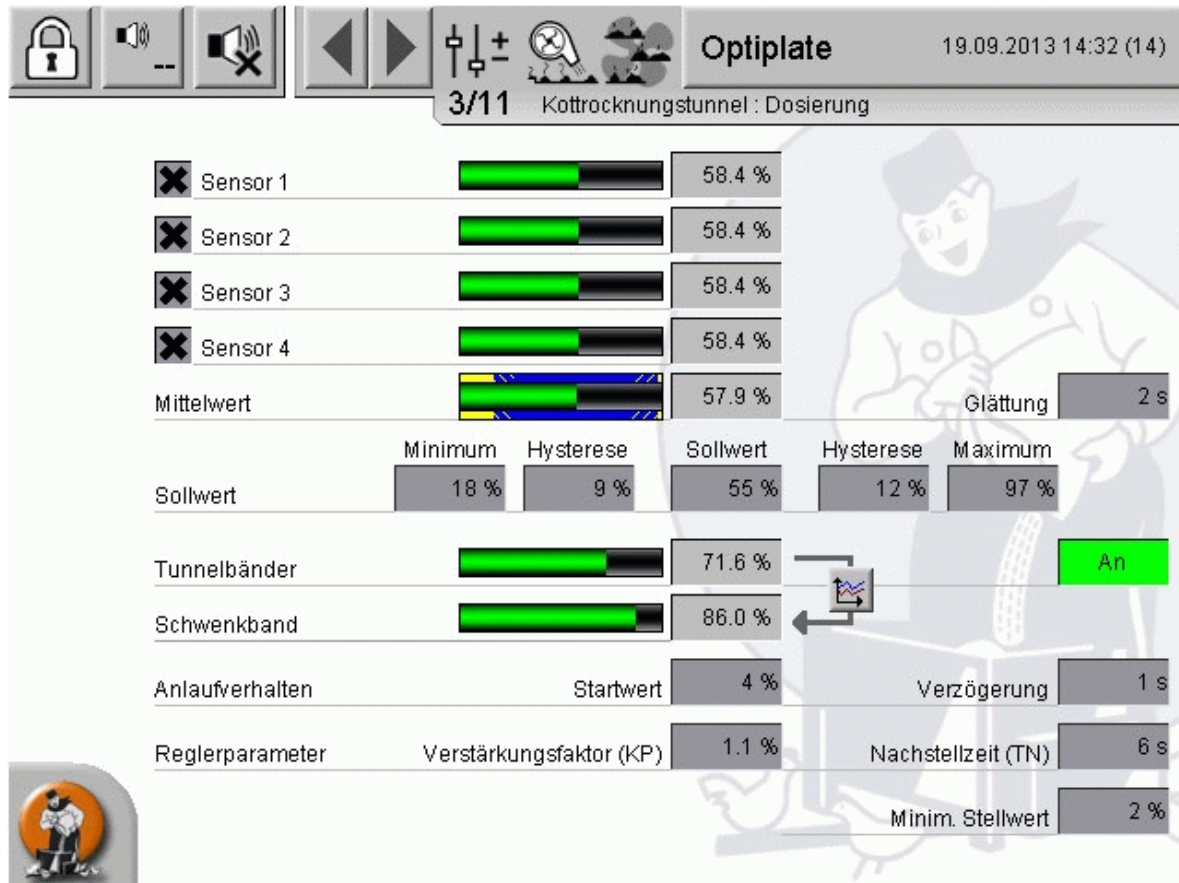 --
Optiplate
19.09.2013 14:32 (14)
3/11 Kottrocknungstunnel : Dosierung
Sensor 1 58.4 %
Sensor 2 58.4 %
Sensor 3 58.4 %
Sensor 4 58.4 %
Mittelwert 57.9 % Glättung 2 s
Minimum Hysterese Sollwert Hysterese Maximum
Sollwert 18 % 9 % 55 % 12 % 97 %
Tunnelbänder 71.6 % An
Schwenkband 86.0 %
Anlaufverhalten Startwert 4 % Verzögerung 1 s
Reglerparameter Verstärkungsfaktor (KP) 1.1 % Nachstellzeit (TN) 6 s
Minim. Stellwert 2 %